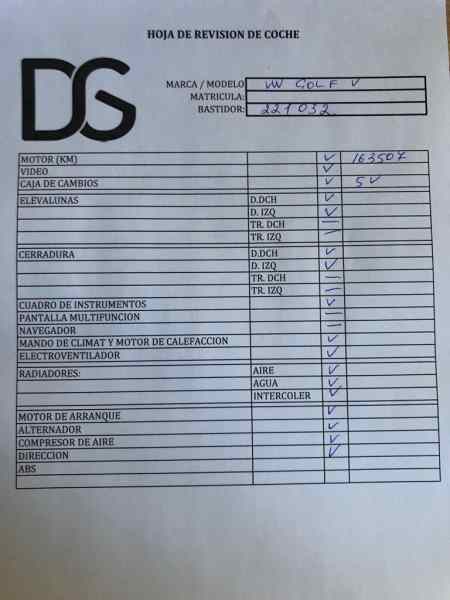 HOJA DE REVISION DE COCHE
DG
MARCA / MODELO VW GOLF V
MATRICULA:
BASTIDOR: 221032
MOTOR (KM) ✓ 163507
VIDEO ✓
CAJA DE CAMBIOS ✓ 5V
ELEVALUNAS D.DCH ✓
D. IZQ ✓
TR. DCH —
TR. IZQ —
CERRADURA D.DCH ✓
D. IZQ ✓
TR. DCH —
TR. IZQ —
CUADRO DE INSTRUMENTOS ✓
PANTALLA MULTIFUNCION —
NAVEGADOR —
MANDO DE CLIMAT Y MOTOR DE CALEFACCION ✓
ELECTROVENTILADOR ✓
RADIADORES: AIRE ✓
AGUA ✓
INTERCOLER ✓
MOTOR DE ARRANQUE ✓
ALTERNADOR ✓
COMPRESOR DE AIRE ✓
DIRECCION ✓
ABS